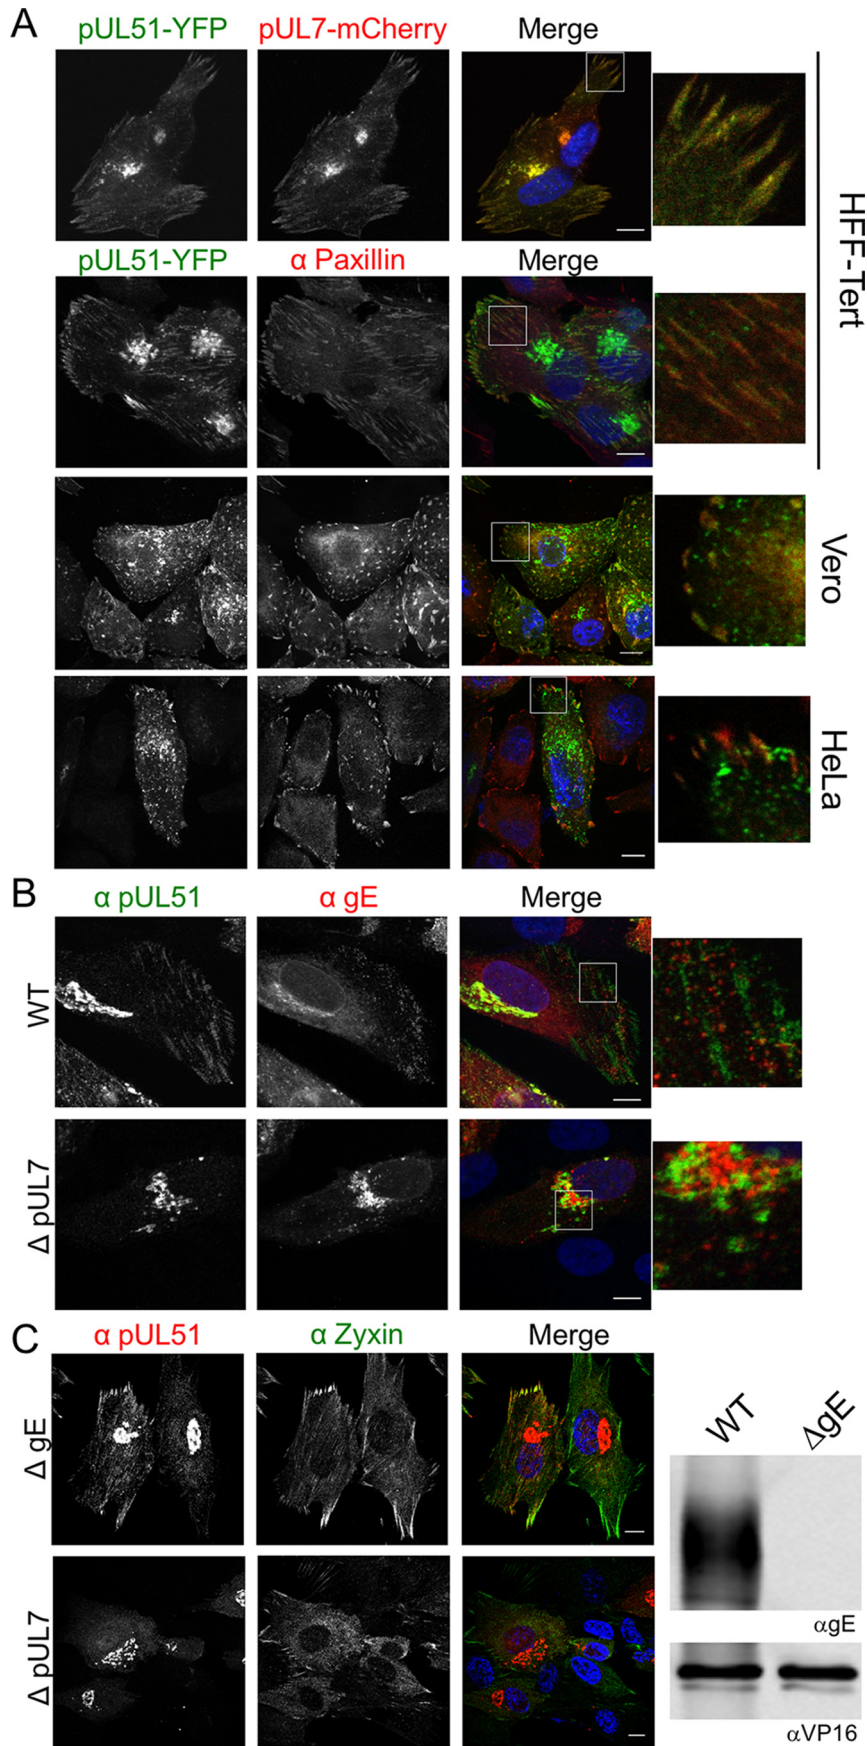 A
pUL51-YFP pUL7-mCherry Merge
HFF-Tert
pUL51-YFP α Paxillin Merge
Vero
HeLa
B
α pUL51 α gE Merge
WT
Δ pUL7
C
α pUL51 α Zyxin Merge
Δ gE
WT ΔgE
αgE
Δ pUL7
αVP16